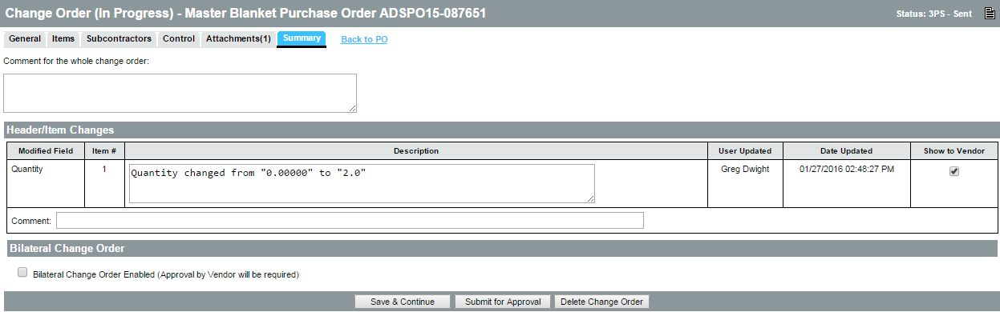 Change Order (In Progress) - Master Blanket Purchase Order ADSPO15-087651 Status: 3PS - Sent
General Items Subcontractors Control Attachments(1) Summary Back to PO
Comment for the whole change order:
Header/Item Changes
Modified Field Item # Description User Updated Date Updated Show to Vendor
Quantity 1 Quantity changed from "0.00000" to "2.0" Greg Dwight 01/27/2016 02:48:27 PM
Comment:
Bilateral Change Order
Bilateral Change Order Enabled (Approval by Vendor will be required)
Save & Continue Submit for Approval Delete Change Order